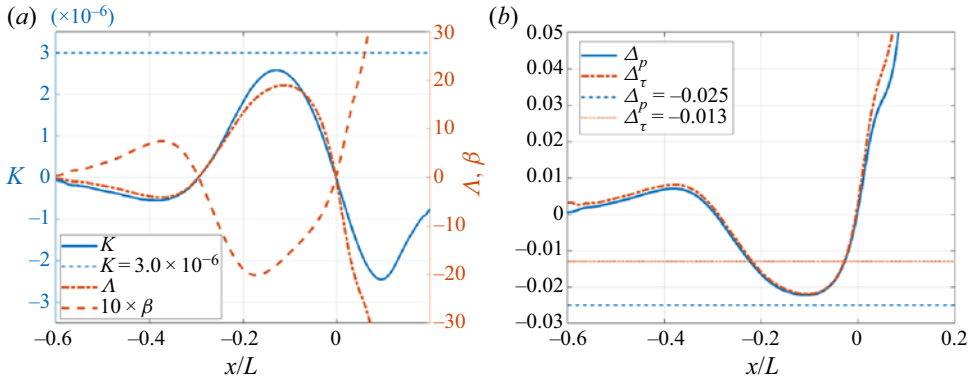 (a) (×10–6)
30
3
20
2
1
10
K
0
0
Λ, β
–1
–10
–2
–20
–3
–30
K
K = 3.0 × 10–6
Λ
10 × β
–0.6 –0.4 –0.2 0
x/L
(b)
0.05
0.04
0.03
0.02
0.01
0
–0.01
–0.02
–0.03
Δp
Δτ
Δp = –0.025
Δτ = –0.013
–0.6 –0.4 –0.2 0 0.2
x/L